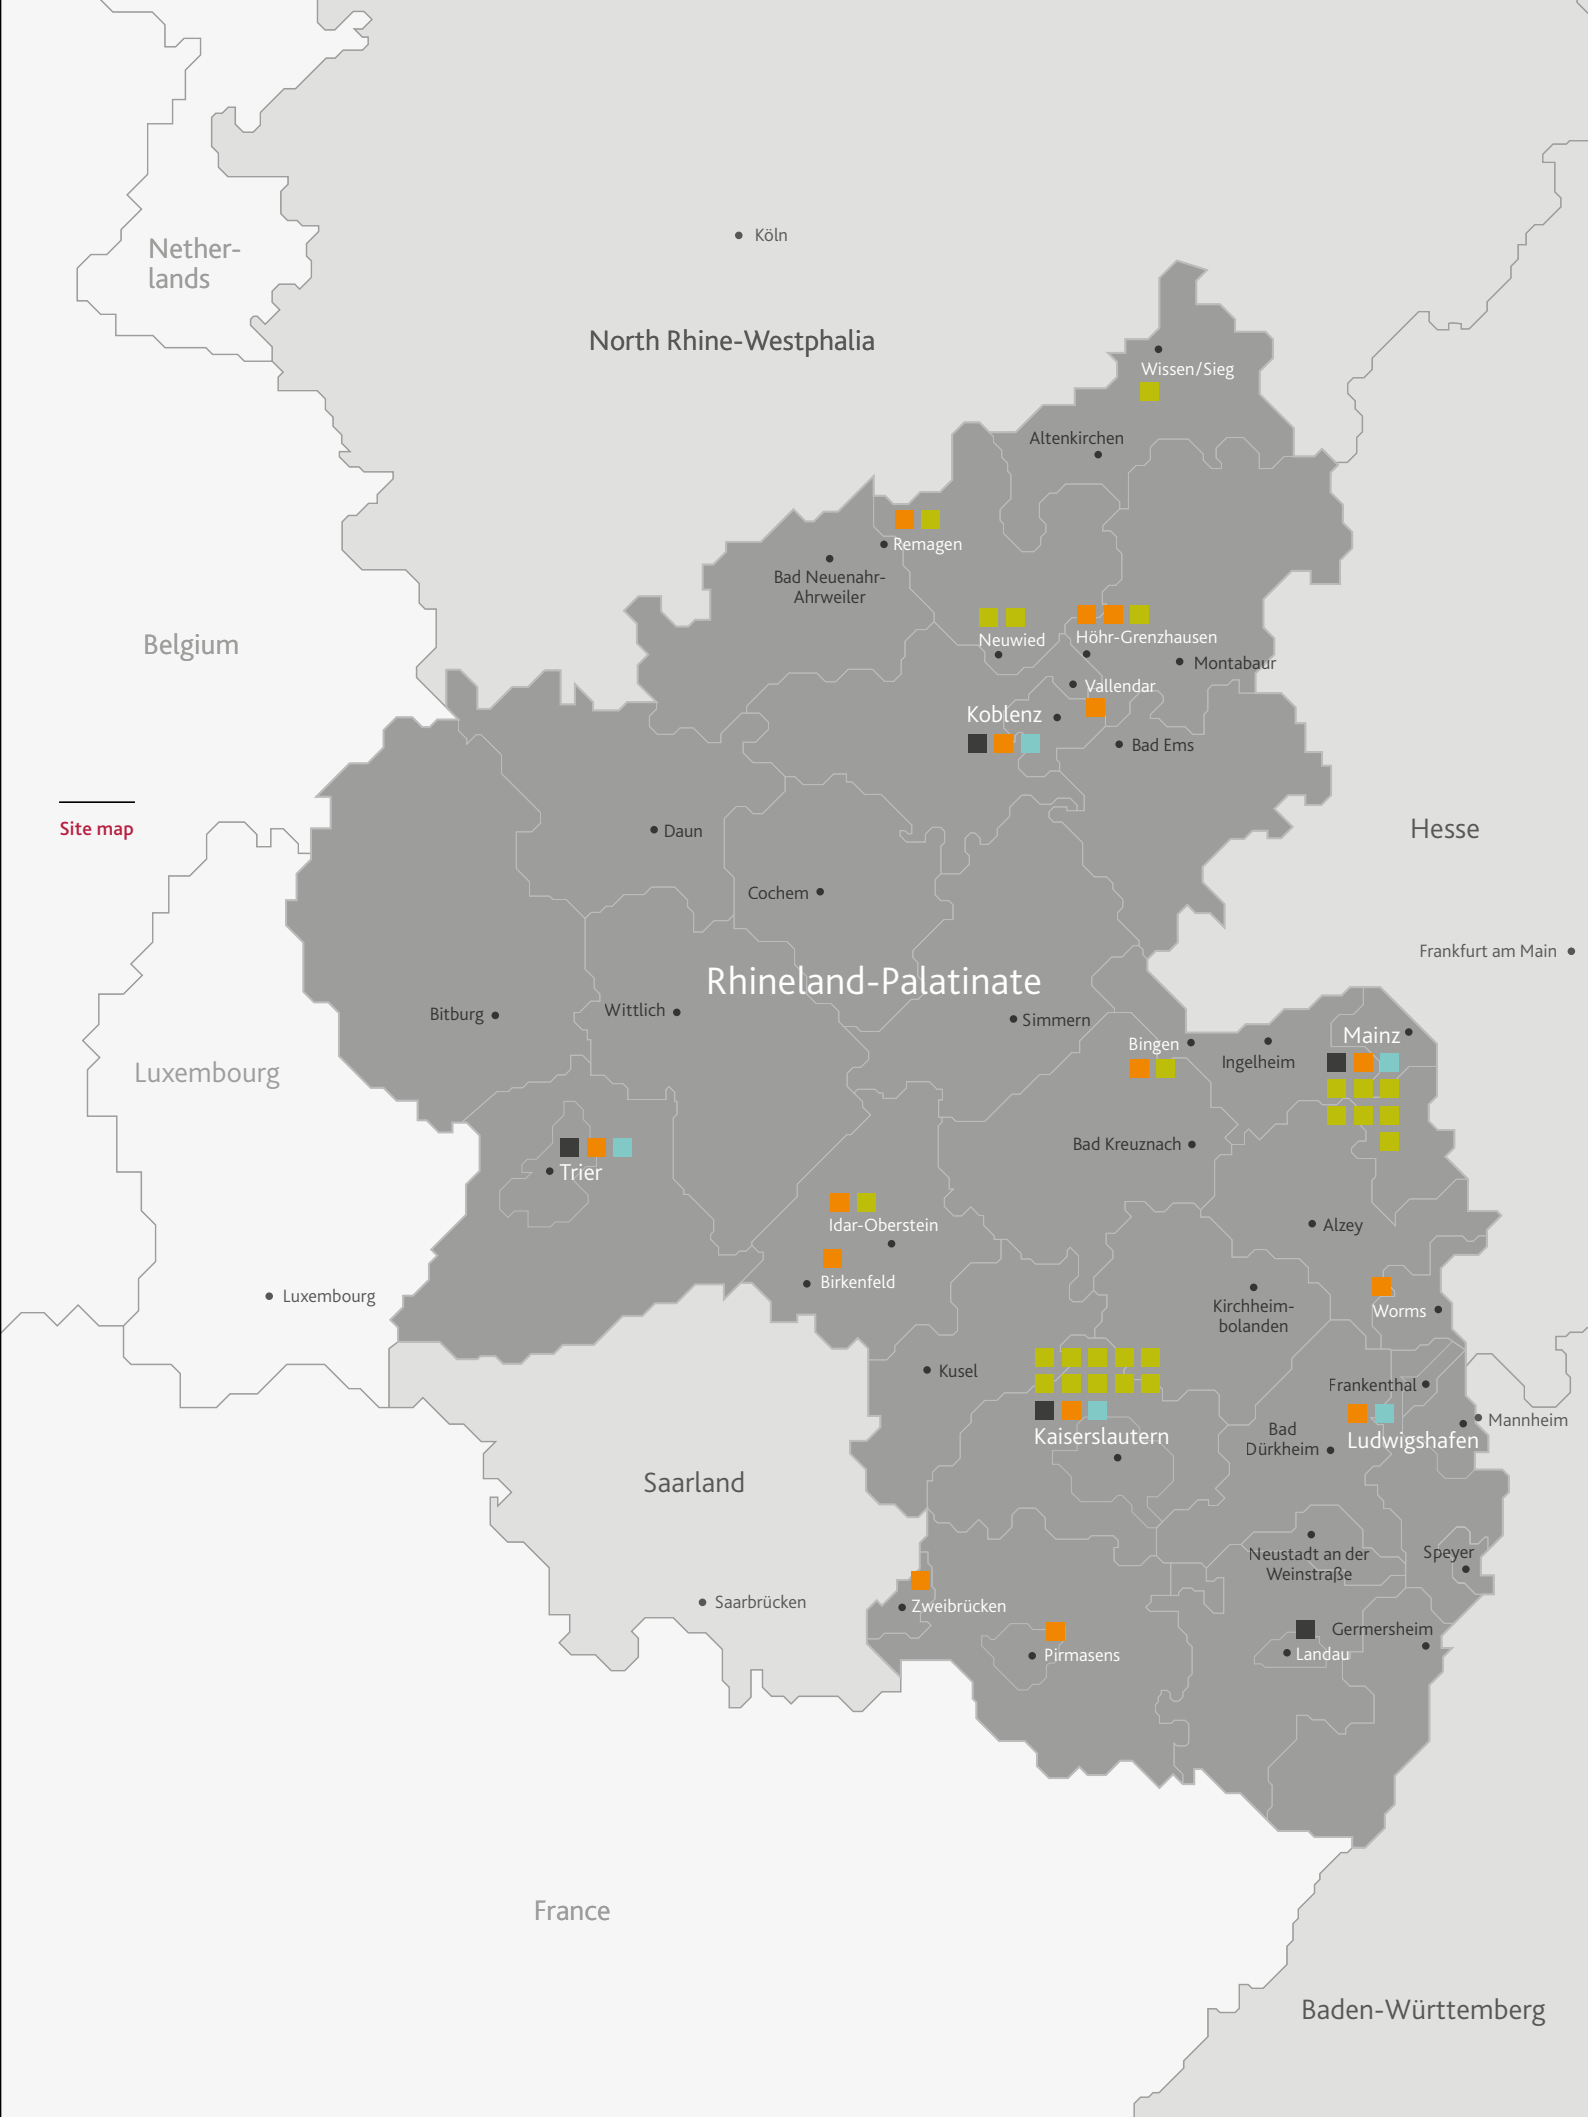 Köln
Nether-
lands
North Rhine-Westphalia
Wissen/Sieg
Altenkirchen
Remagen
Bad Neuenahr-
Ahrweiler
Belgium
Neuwied
Höhr-Grenzhausen
Montabaur
Vallendar
Koblenz
Bad Ems
Site map
Daun
Hesse
Cochem
Frankfurt am Main
Rhineland-Palatinate
Bitburg
Wittlich
Simmern
Mainz
Bingen
Ingelheim
Luxembourg
Bad Kreuznach
Trier
Idar-Oberstein
Alzey
Birkenfeld
Luxembourg
Kirchheim-
bolanden
Worms
Kusel
Frankenthal
Mannheim
Kaiserslautern
Bad
Dürkheim
Ludwigshafen
Saarland
Neustadt an der
Weinstraße
Speyer
Saarbrücken
Zweibrücken
Germersheim
Pirmasens
Landau
France
Baden-Württemberg